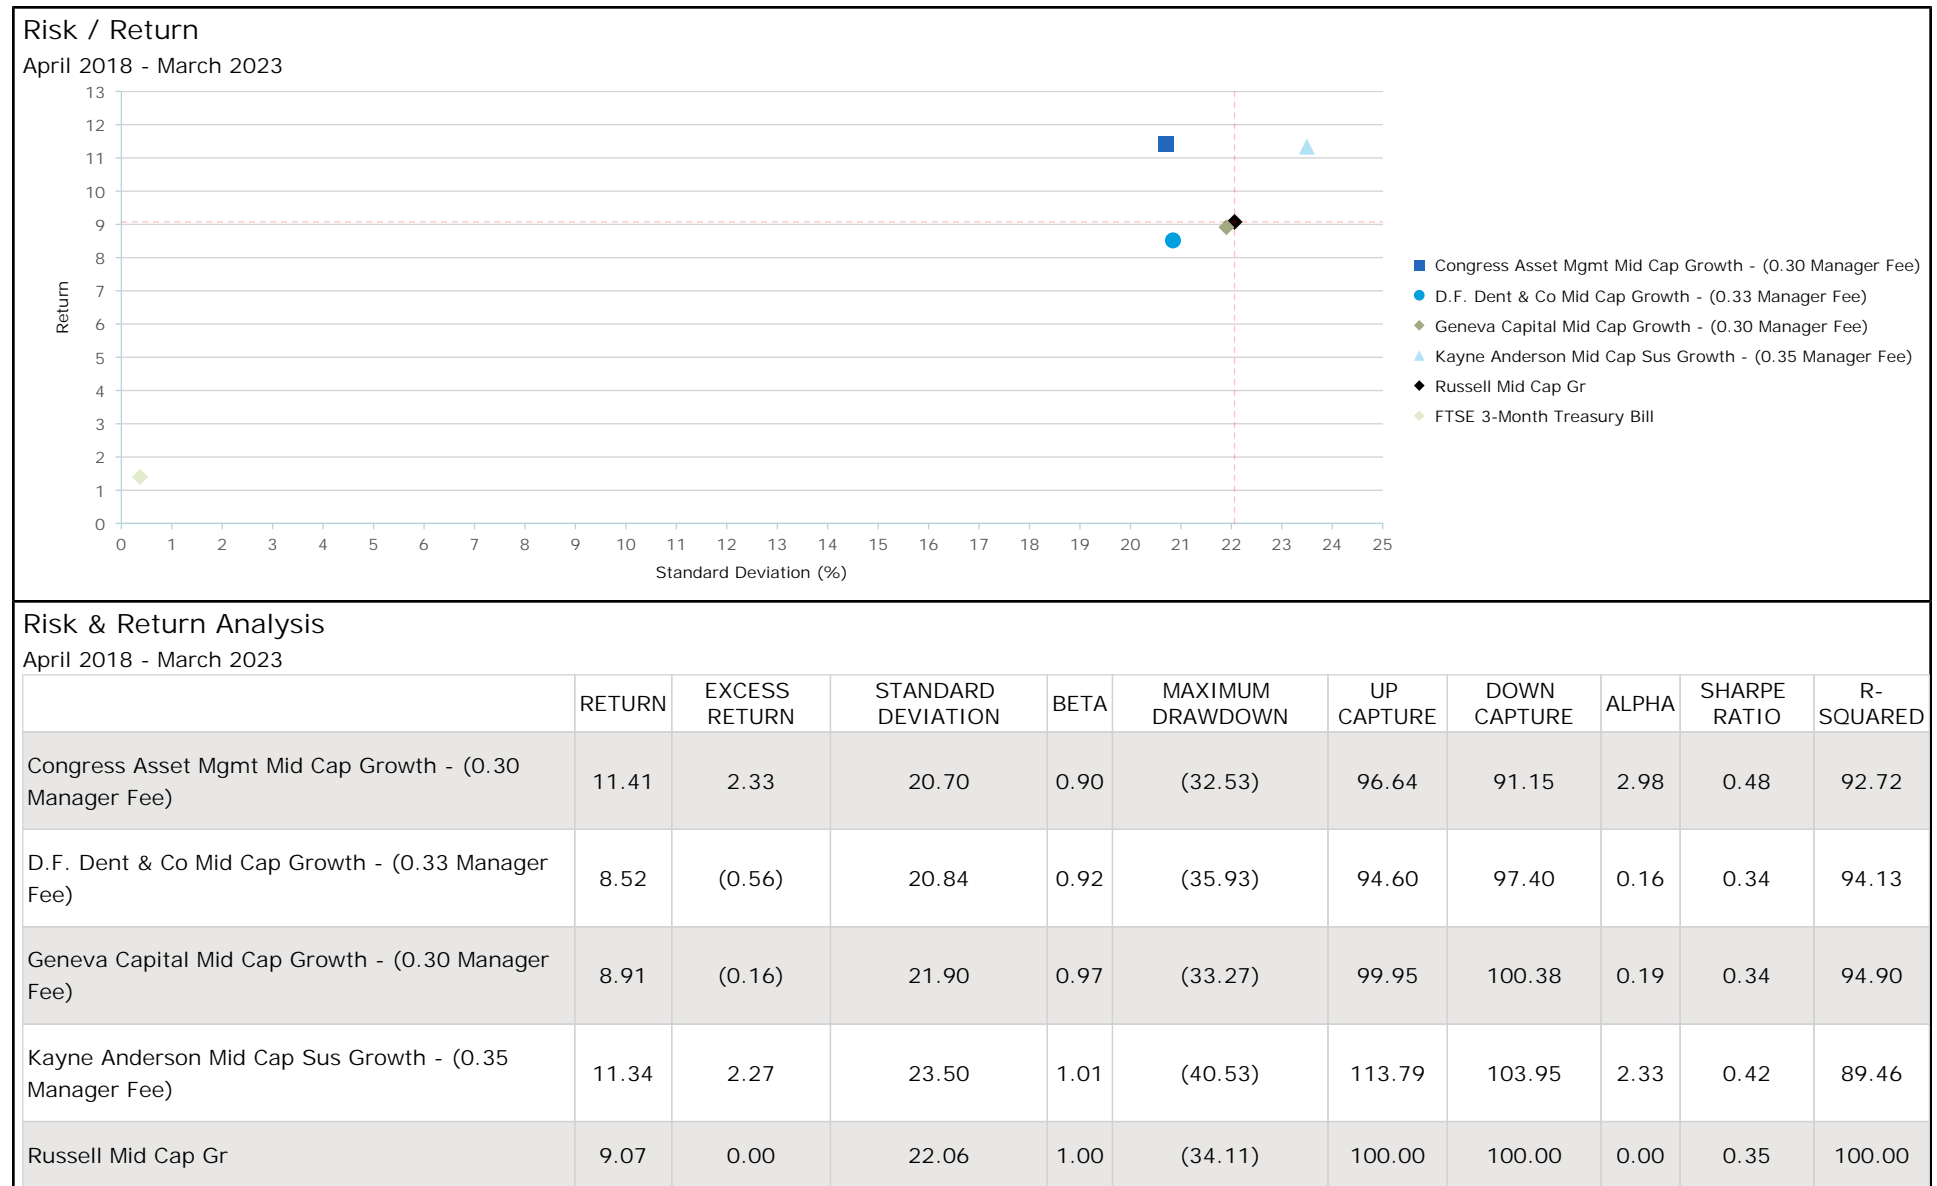 Risk / Return
April 2018 - March 2023
13
12
11
10
9
8
7
6
5
4
3
2
1
0
Return
0 1 2 3 4 5 6 7 8 9 10 11 12 13 14 15 16 17 18 19 20 21 22 23 24 25
Standard Deviation (%)
Congress Asset Mgmt Mid Cap Growth - (0.30 Manager Fee)
D.F. Dent & Co Mid Cap Growth - (0.33 Manager Fee)
Geneva Capital Mid Cap Growth - (0.30 Manager Fee)
Kayne Anderson Mid Cap Sus Growth - (0.35 Manager Fee)
Russell Mid Cap Gr
FTSE 3-Month Treasury Bill
Risk & Return Analysis
April 2018 - March 2023
RETURN
EXCESS
RETURN
STANDARD
DEVIATION
BETA
MAXIMUM
DRAWDOWN
UP
CAPTURE
DOWN
CAPTURE
ALPHA
SHARPE
RATIO
R-
SQUARED
Congress Asset Mgmt Mid Cap Growth - (0.30
Manager Fee)
11.41 2.33 20.70 0.90 (32.53) 96.64 91.15 2.98 0.48 92.72
D.F. Dent & Co Mid Cap Growth - (0.33 Manager
Fee)
8.52 (0.56) 20.84 0.92 (35.93) 94.60 97.40 0.16 0.34 94.13
Geneva Capital Mid Cap Growth - (0.30 Manager
Fee)
8.91 (0.16) 21.90 0.97 (33.27) 99.95 100.38 0.19 0.34 94.90
Kayne Anderson Mid Cap Sus Growth - (0.35
Manager Fee)
11.34 2.27 23.50 1.01 (40.53) 113.79 103.95 2.33 0.42 89.46
Russell Mid Cap Gr 9.07 0.00 22.06 1.00 (34.11) 100.00 100.00 0.00 0.35 100.00